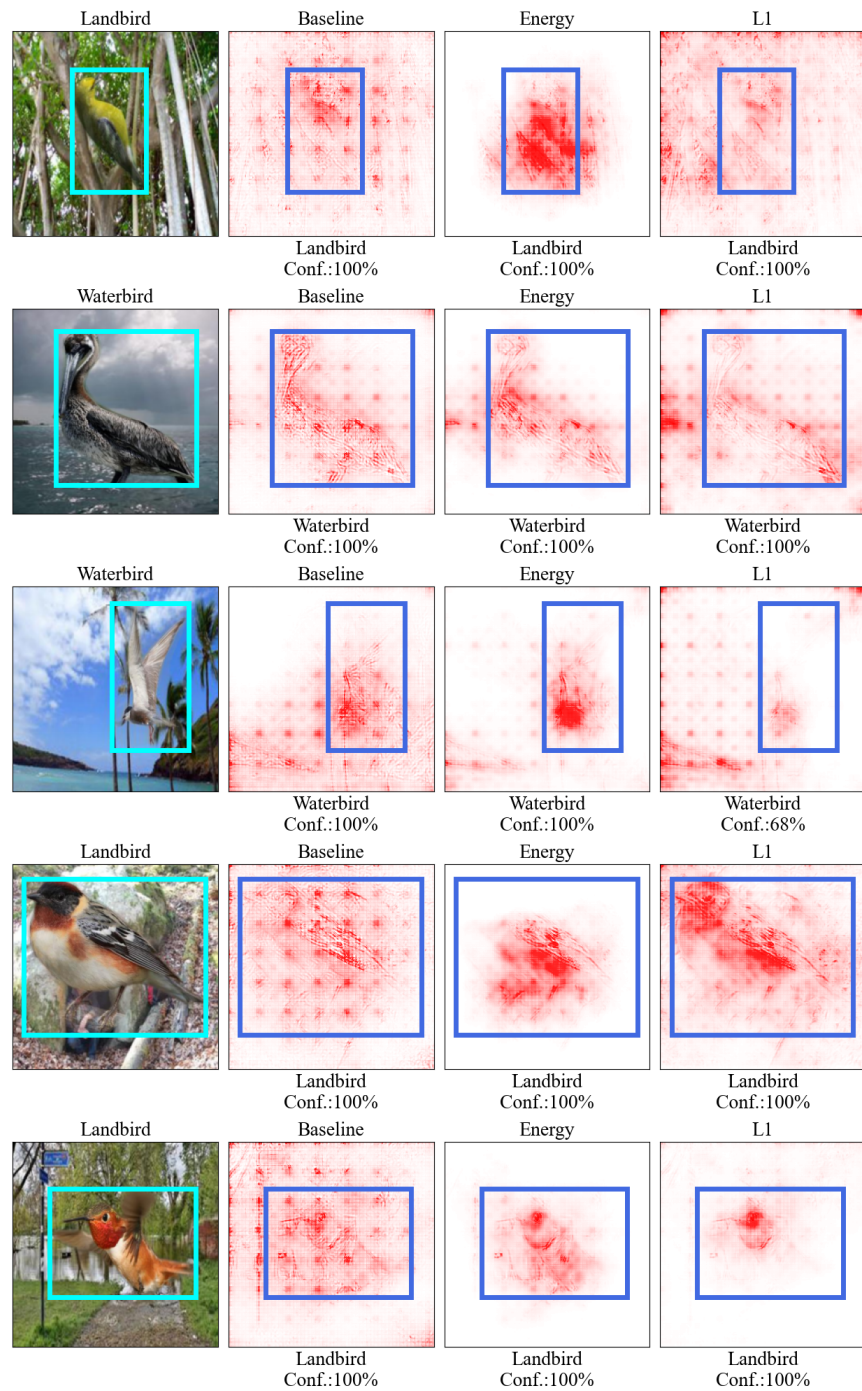 Landbird Baseline Energy L1
Landbird Landbird Landbird
Conf.:100% Conf.:100% Conf.:100%
Waterbird Baseline Energy L1
Waterbird Waterbird Waterbird
Conf.:100% Conf.:100% Conf.:100%
Waterbird Baseline Energy L1
Waterbird Waterbird Waterbird
Conf.:100% Conf.:100% Conf.:68%
Landbird Baseline Energy L1
Landbird Landbird Landbird
Conf.:100% Conf.:100% Conf.:100%
Landbird Baseline Energy L1
Landbird Landbird Landbird
Conf.:100% Conf.:100% Conf.:100%